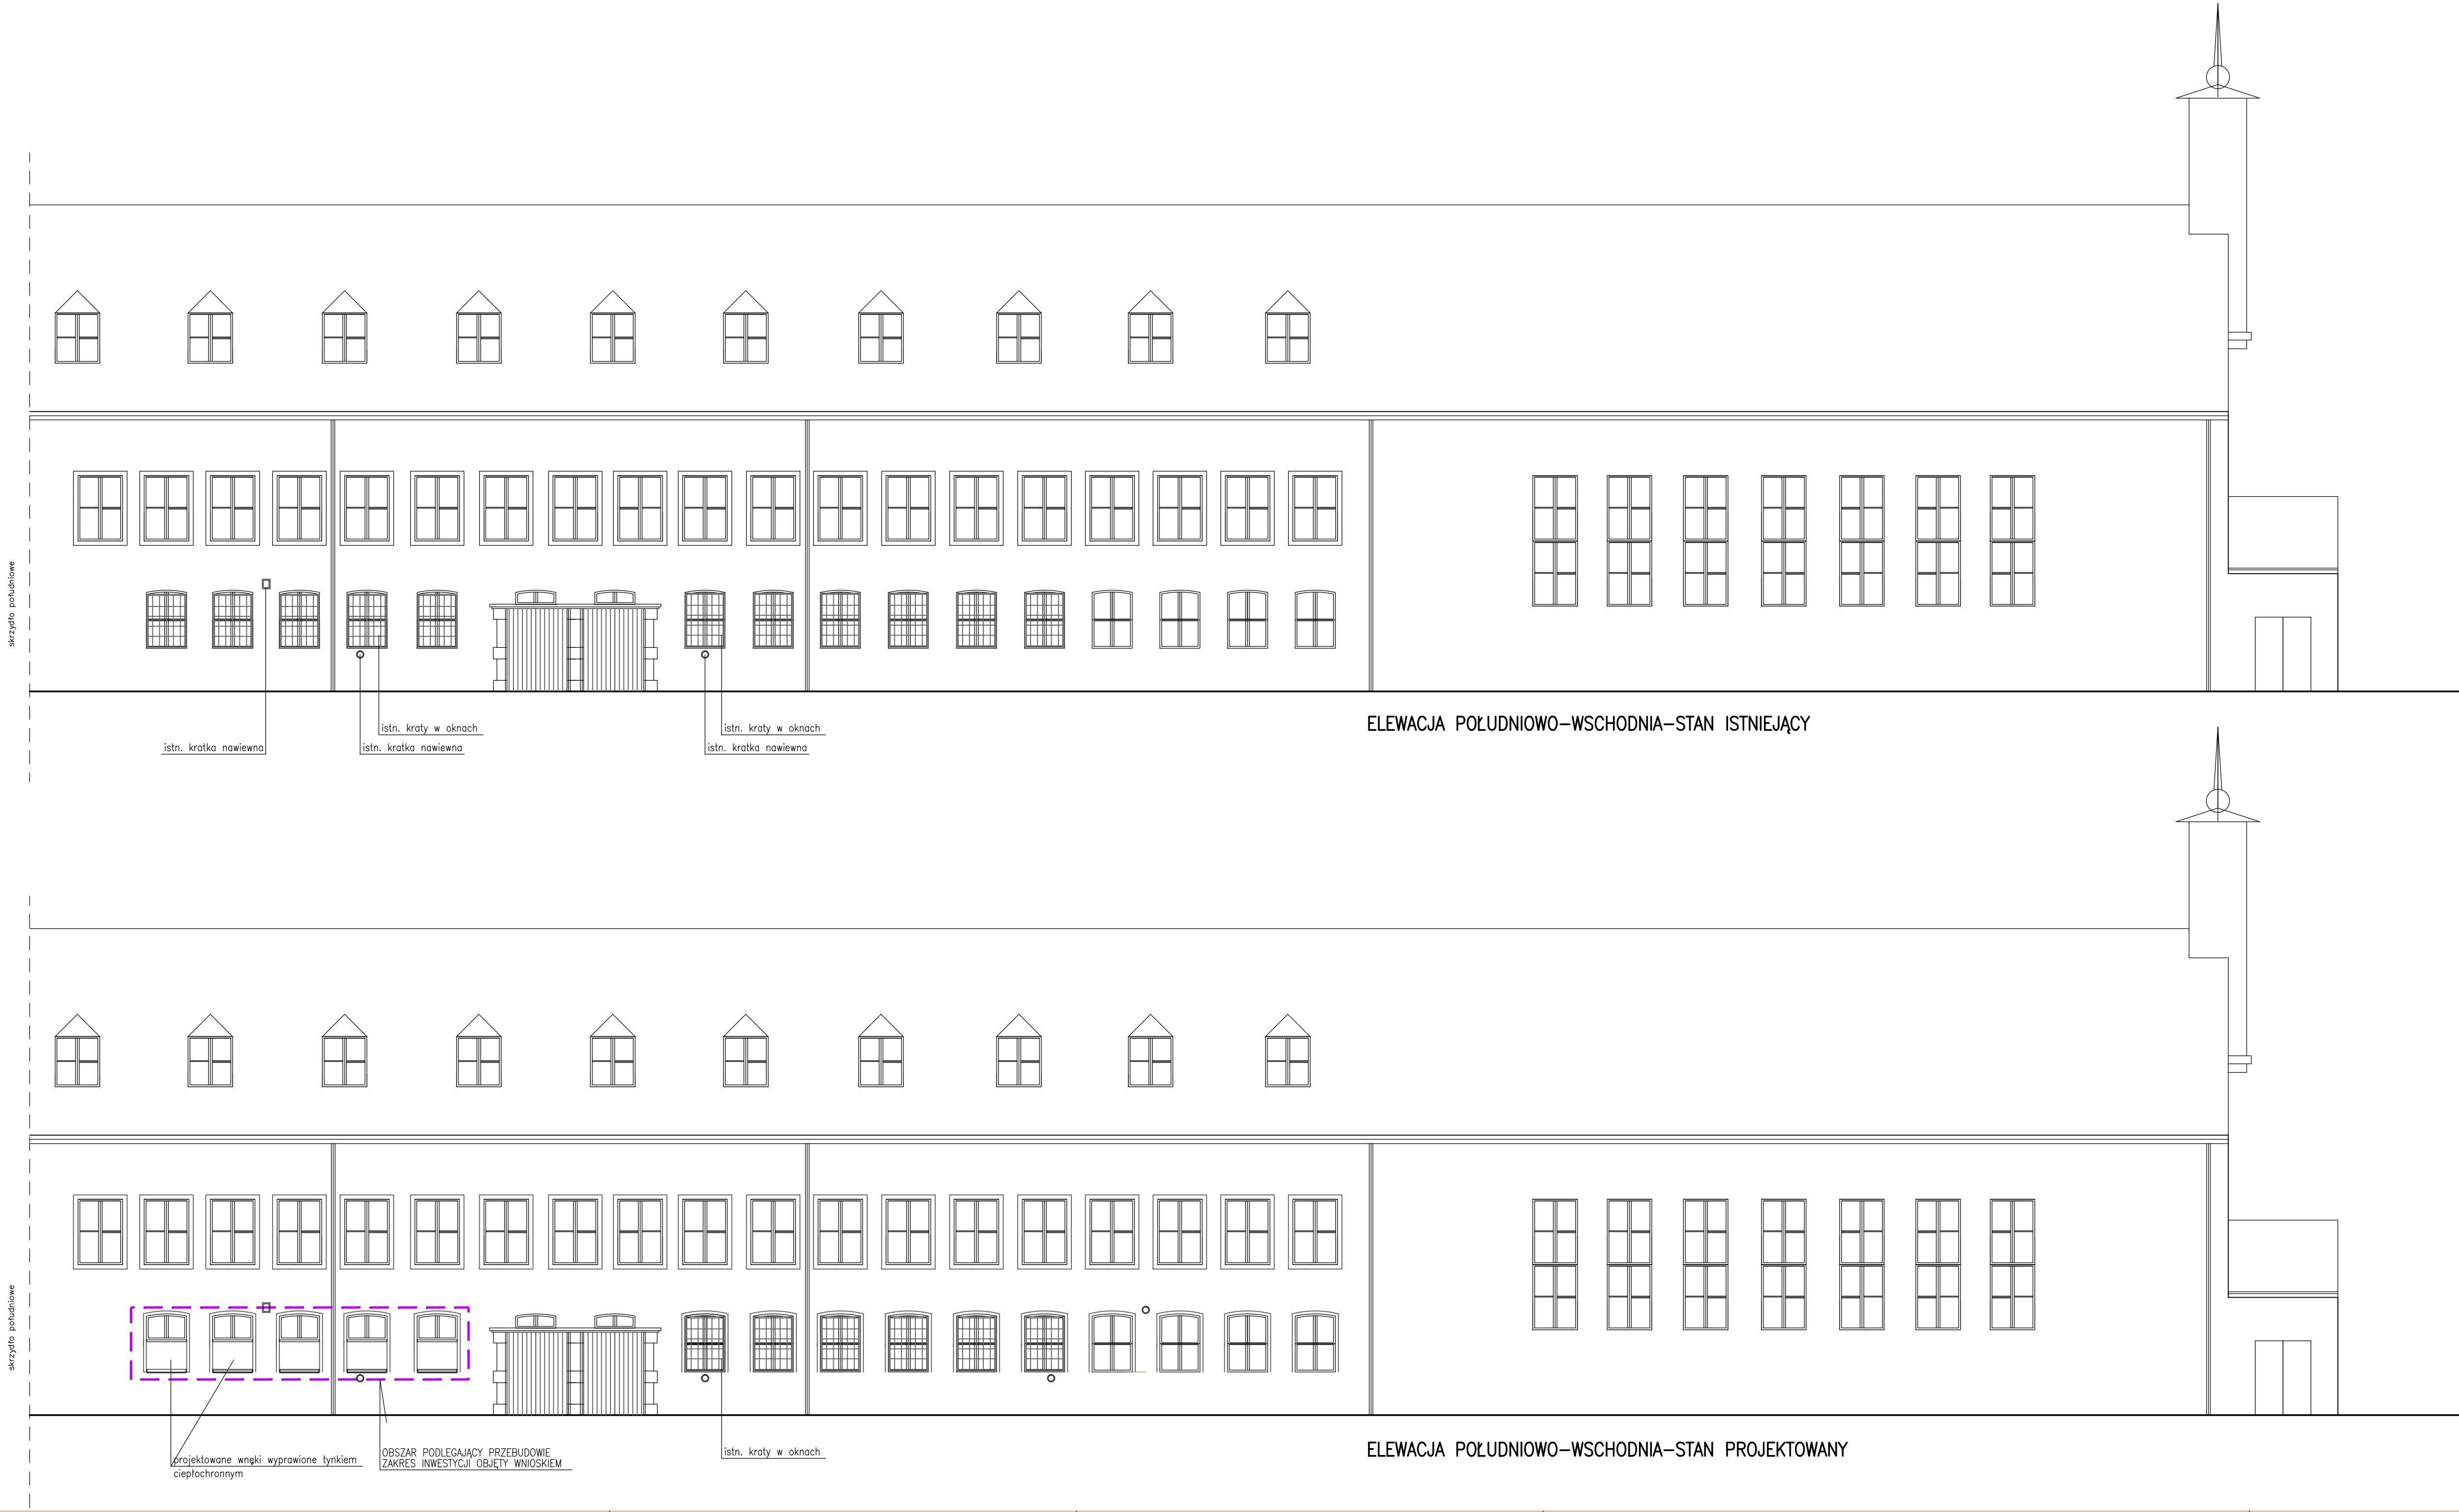 skrzydło południowe
istn. kraty w oknach
istn. kraty w oknach
istn. kratka nawiewna
istn. kratka nawiewna
istn. kratka nawiewna
ELEWACJA POŁUDNIOWO-WSCHODNIA-STAN ISTNIEJĄCY
skrzydło południowe
projektowane wnęki wyprawione tynkiem
ciepłochronnym
OBSZAR PODLEGAJĄCY PRZEBUDOWIE
ZAKRES INWESTYCJI OBJĘTY WNIOSKIEM
istn. kraty w oknach
ELEWACJA POŁUDNIOWO-WSCHODNIA-STAN PROJEKTOWANY